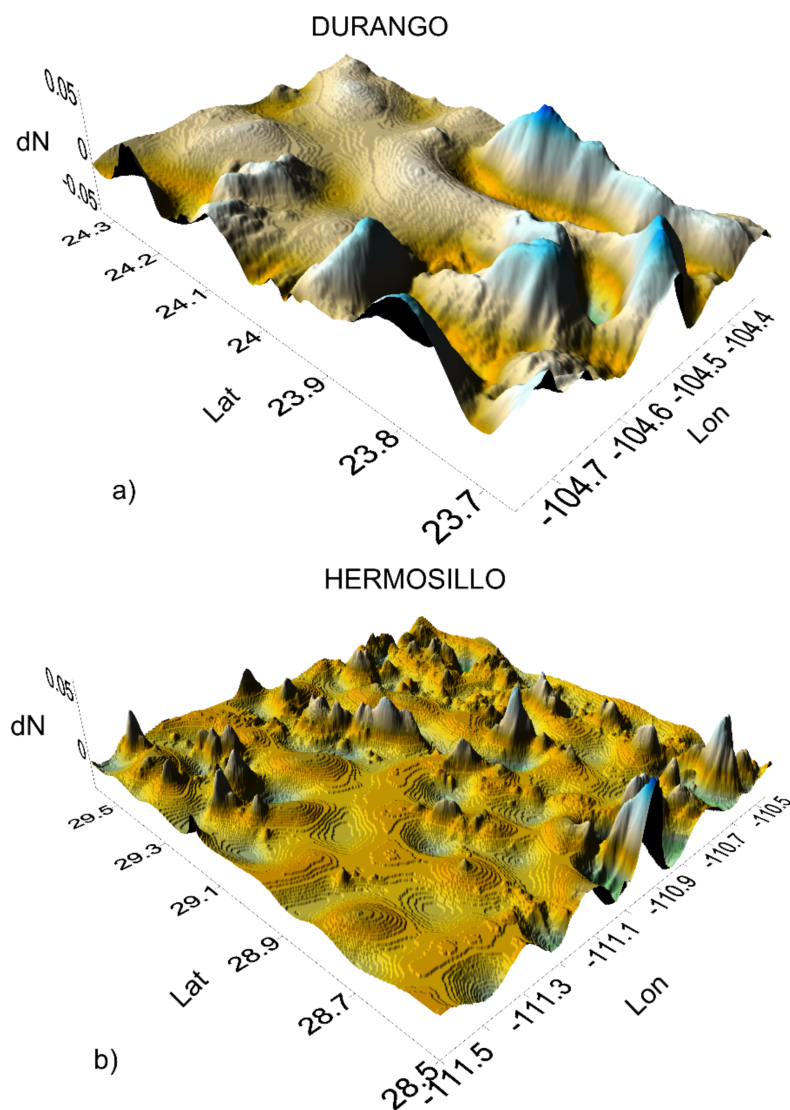 DURANGO
0.05
dN
0
-0.05
24.3
24.2
24.1
24
23.9
23.8
23.7
Lat
-104.7
-104.6
-104.5
-104.4
Lon
a)
HERMOSILLO
0.05
dN
0
29.5
29.3
29.1
28.9
28.7
28.5
Lat
-111.5
-111.3
-111.1
-110.9
-110.7
-110.5
Lon
b)